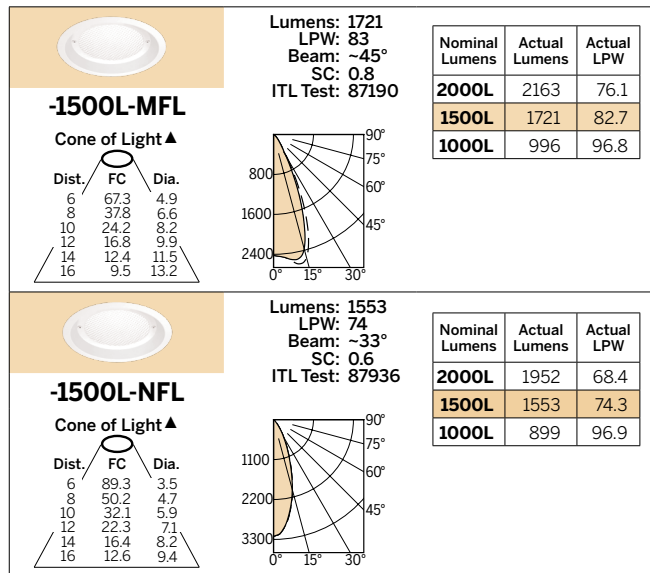 -1500L-MFL
Cone of Light▲
Dist. FC Dia.
6 67.3 4.9
8 37.8 6.6
10 24.2 8.2
12 16.8 9.9
14 12.4 11.5
16 9.5 13.2
Lumens: 1721
LPW: 83
Beam: ~45°
SC: 0.8
ITL Test: 87190
90°
75°
60°
45°
800
1600
2400
0° 15° 30°
Nominal Actual Actual
Lumens Lumens LPW
2000L 2163 76.1
1500L 1721 82.7
1000L 996 96.8
-1500L-NFL
Cone of Light▲
Dist. FC Dia.
6 89.3 3.5
8 50.2 4.7
10 32.1 5.9
12 22.3 7.1
14 16.4 8.2
16 12.6 9.4
Lumens: 1553
LPW: 74
Beam: ~33°
SC: 0.6
ITL Test: 87936
90°
75°
60°
45°
1100
2200
3300
0° 15° 30°
Nominal Actual Actual
Lumens Lumens LPW
2000L 1952 68.4
1500L 1553 74.3
1000L 899 96.9